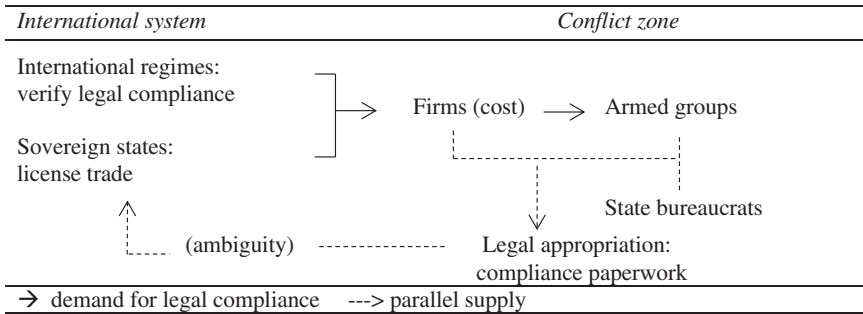 International system Conflict zone
International regimes:
verify legal compliance
Firms (cost) Armed groups
Sovereign states:
license trade
State bureaucrats
(ambiguity) Legal appropriation:
compliance paperwork
→ demand for legal compliance ---> parallel supply